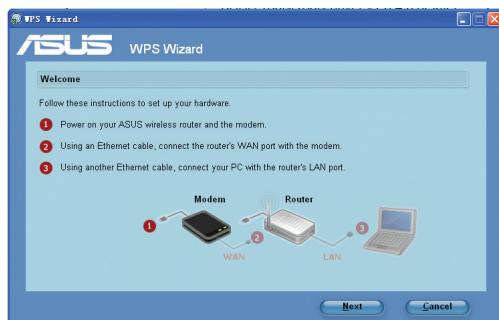 WPS Wizard
ASUS WPS Wizard
Welcome
Follow these instructions to set up your hardware.
1 Power on your ASUS wireless router and the modem.
2 Using an Ethernet cable, connect the router's WAN port with the modem.
3 Using another Ethernet cable, connect your PC with the router's LAN port.
Modem Router
1 2 3
WAN LAN
Next Cancel